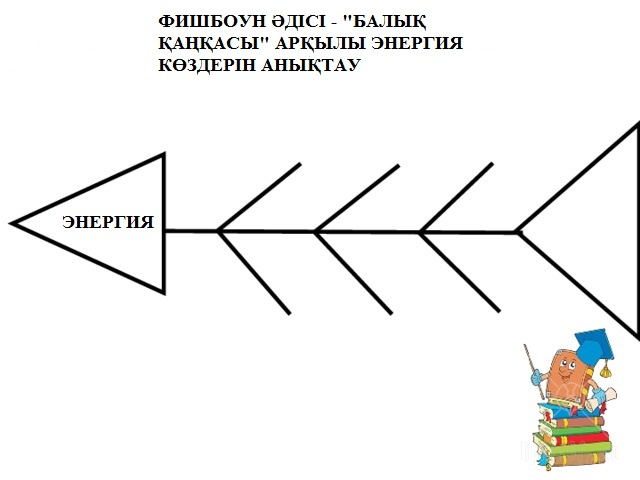 ФИШБОУН ӘДІСІ - "БАЛЫҚ
ҚАҢҚАСЫ" АРҚЫЛЫ ЭНЕРГИЯ
КӨЗДЕРІН АНЫҚТАУ
ЭНЕРГИЯ